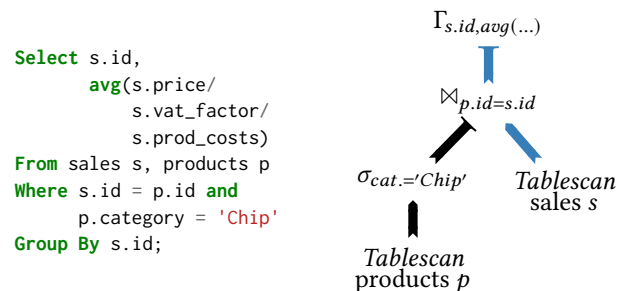 Select s.id,
avg(s.price/
s.vat_factor/
s.prod_costs)
From sales s, products p
Where s.id = p.id and
p.category = 'Chip'
Group By s.id;
Γs.id,avg(...)
⋈p.id=s.id
σcat.='Chip'
Tablescan
sales s
Tablescan
products p